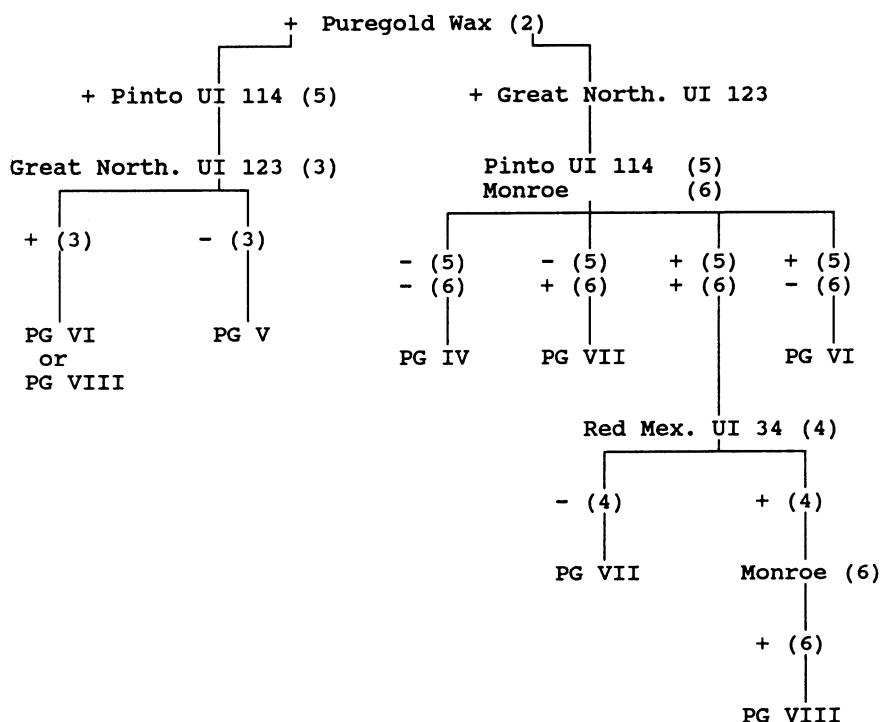 + Puregold Wax (2)
+ Pinto UI 114 (5)
+ Great North. UI 123
Great North. UI 123 (3)
Pinto UI 114 (5)
Monroe (6)
+ (3) - (3)
- (5) - (5) + (5) + (5)
- (6) + (6) + (6) - (6)
PG VI PG V
or
PG VIII
PG IV PG VII PG VI
Red Mex. UI 34 (4)
- (4) + (4)
PG VII Monroe (6)
+ (6)
PG VIII